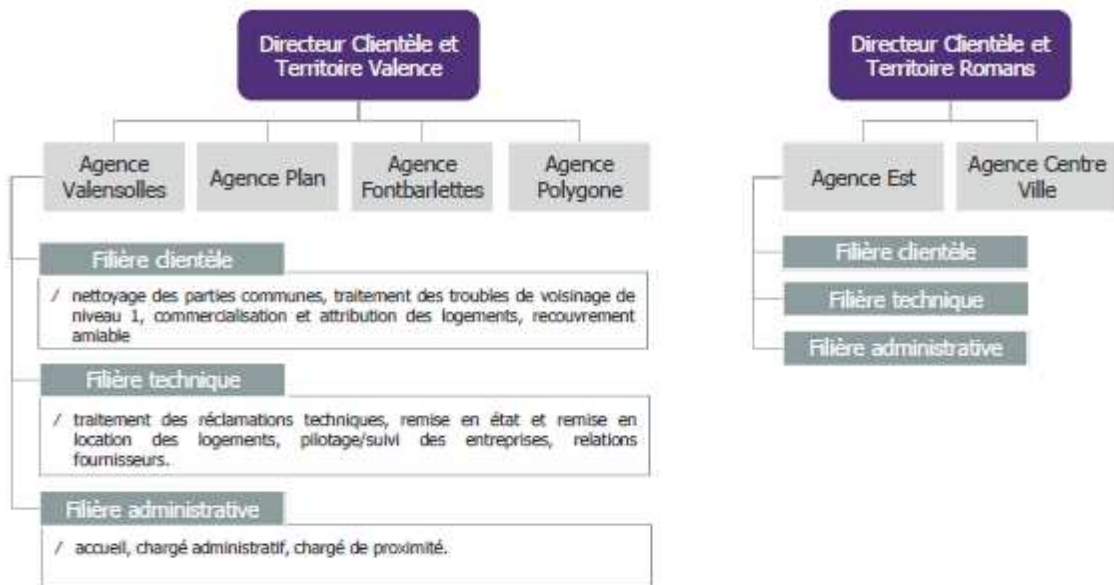 Directeur Clientèle et
Territoire Valence
Agence
Valensolles
Agence Plan
Agence
Fontbarlettes
Agence
Polygone
Filière clientèle
/ nettoyage des parties communes, traitement des troubles de voisinage de
niveau 1, commercialisation et attribution des logements, recouvrement
amiable
Filière technique
/ traitement des réclamations techniques, remise en état et remise en
location des logements, pilotage/suivi des entreprises, relations
fournisseurs.
Filière administrative
/ accueil, chargé administratif, chargé de proximité.
Directeur Clientèle et
Territoire Romans
Agence Est
Agence Centre
Ville
Filière clientèle
Filière technique
Filière administrative